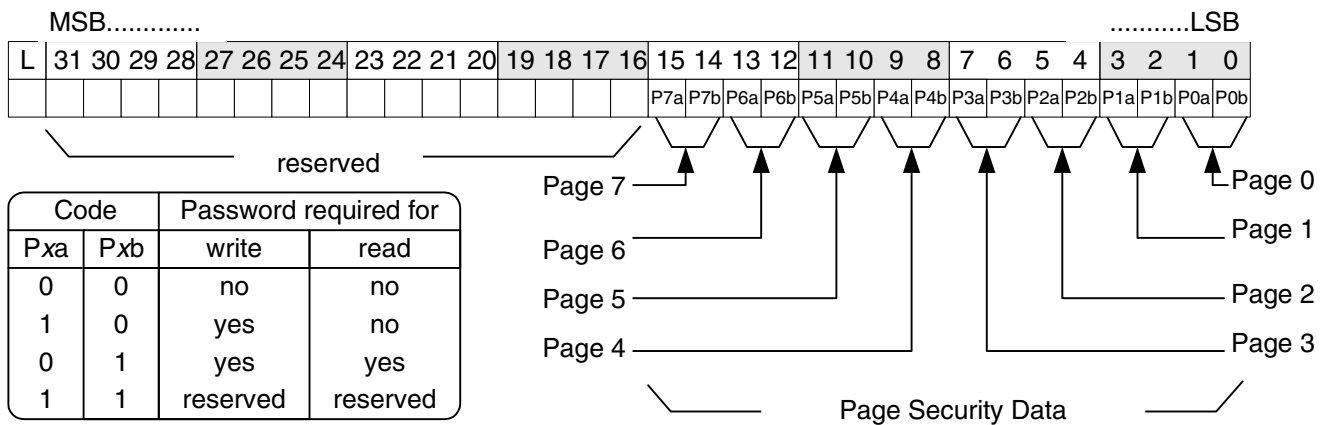 MSB............. ...........LSB
L 31 30 29 28 27 26 25 24 23 22 21 20 19 18 17 16 15 14 13 12 11 10 9 8 7 6 5 4 3 2 1 0
P7a P7b P6a P6b P5a P5b P4a P4b P3a P3b P2a P2b P1a P1b P0a P0b
reserved
Page 7 Page 0
Page 6 Page 1
Page 5 Page 2
Page 4 Page 3
Page Security Data
Code Password required for
Pxa Pxb write read
0 0 no no
1 0 yes no
0 1 yes yes
1 1 reserved reserved